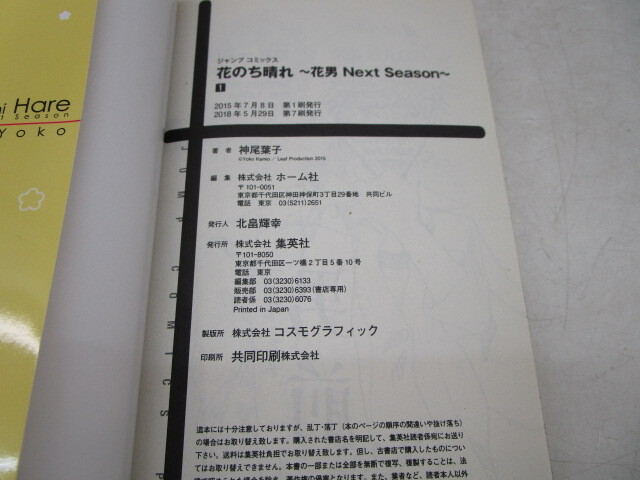 Hare
Season
Yoko
ジャンプ コミックス
花のち晴れ ～花男 Next Season～
1
2015年7月8日 第1刷発行
2018年5月29日 第7刷発行
著者 神尾葉子
©Yoko Kamio / Leaf Production 2015
編集 株式会社 ホーム社
〒101-0051
東京都千代田区神田神保町3丁目29番地 共同ビル
電話 東京 03(5211)2651
発行人 北畠輝幸
発行所 株式会社 集英社
〒101-8050
東京都千代田区一ツ橋2丁目5番10号
電話 東京
編集部 03(3230)6133
販売部 03(3230)6393(書店専用)
読者係 03(3230)6076
Printed in Japan
製版所 株式会社 コスモグラフィック
印刷所 共同印刷株式会社
JUMP COMICS
造本には十分注意しておりますが、乱丁・落丁（本のページの順序の間違いや抜け落ち）
の場合はお取り替え致します。購入された書店名を明記して、集英社読者係宛にお送り
下さい。送料は集英社負担でお取り替え致します。但し、古書店で購入したものについ
てはお取り替えできません。本書の一部または全部を無断で複写、複製することは、法